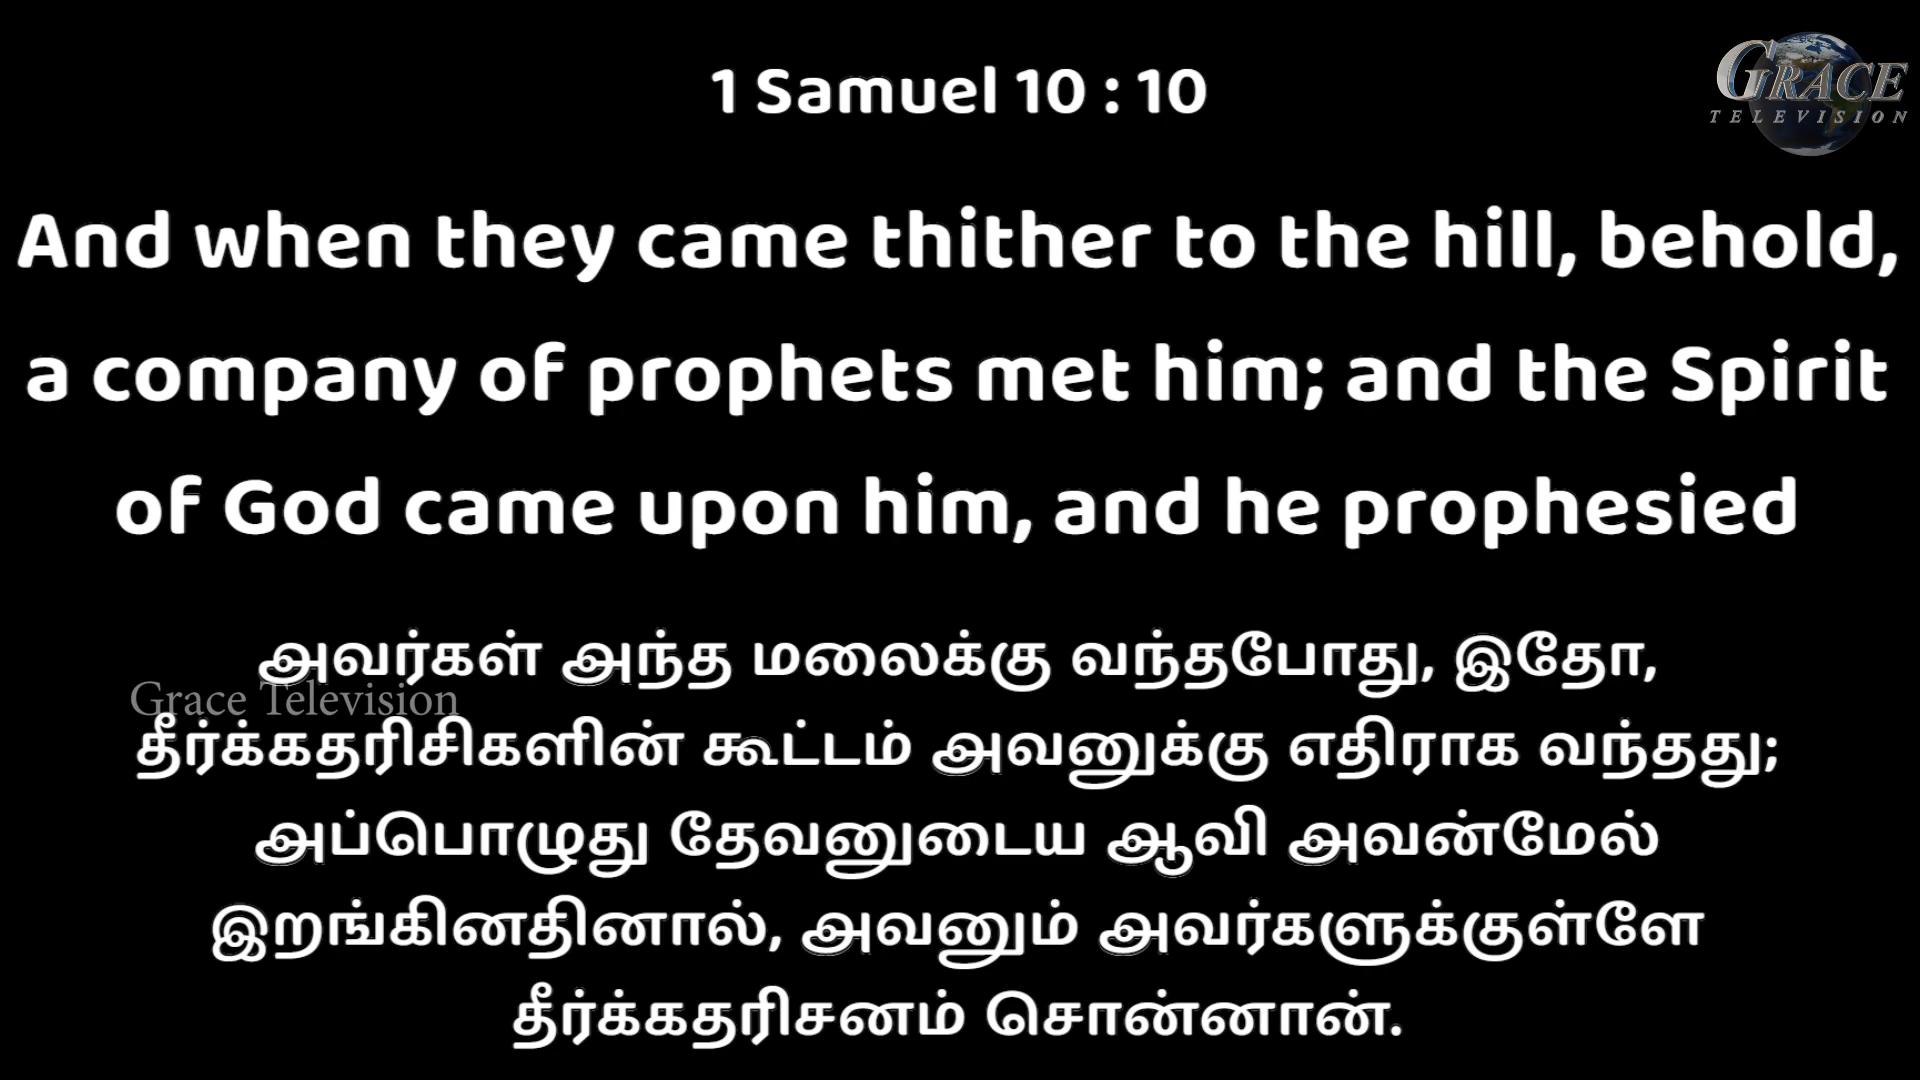 1 Samuel 10 : 10
GRACE
TELEVISION
And when they came thither to the hill, behold,
a company of prophets met him; and the Spirit
of God came upon him, and he prophesied
அவர்கள் அந்த மலைக்கு வந்தபோது, இதோ,
Grace Television
தீர்க்கதரிசிகளின் கூட்டம் அவனுக்கு எதிராக வந்தது;
அப்பொழுது தேவனுடைய ஆவி அவன்மேல்
இறங்கினதினால், அவனும் அவர்களுக்குள்ளே
தீர்க்கதரிசனம் சொன்னான்.